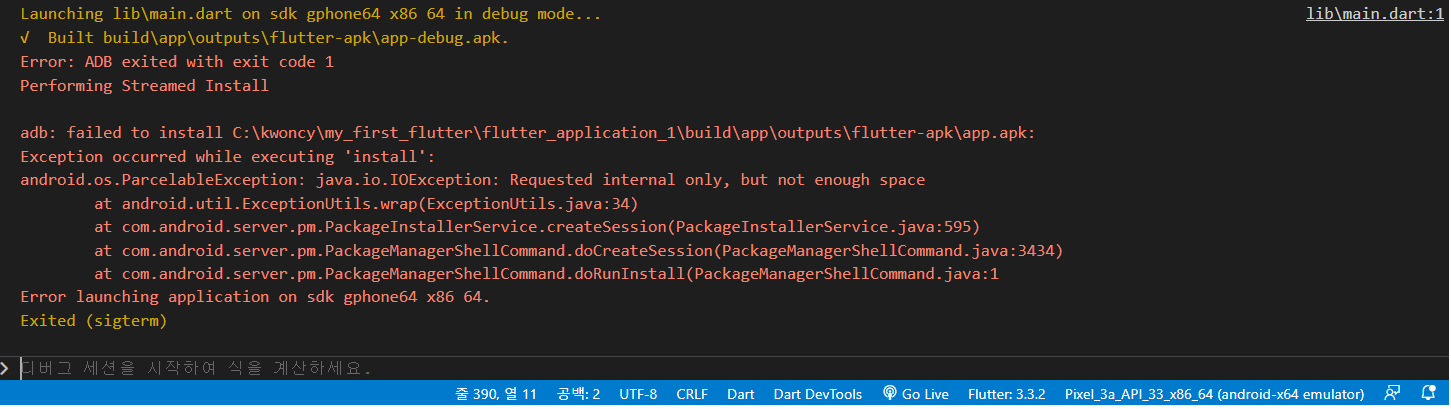 Launching lib\main.dart on sdk gphone64 x86 64 in debug mode...
lib\main.dart:1
√  Built build\app\outputs\flutter-apk\app-debug.apk.
Error: ADB exited with exit code 1
Performing Streamed Install
adb: failed to install C:\kwoncy\my_first_flutter\flutter_application_1\build\app\outputs\flutter-apk\app.apk:
Exception occurred while executing 'install':
android.os.ParcelableException: java.io.IOException: Requested internal only, but not enough space
        at android.util.ExceptionUtils.wrap(ExceptionUtils.java:34)
        at com.android.server.pm.PackageInstallerService.createSession(PackageInstallerService.java:595)
        at com.android.server.pm.PackageManagerShellCommand.doCreateSession(PackageManagerShellCommand.java:3434)
        at com.android.server.pm.PackageManagerShellCommand.doRunInstall(PackageManagerShellCommand.java:1
Error launching application on sdk gphone64 x86 64.
Exited (sigterm)
디버그 세션을 시작하여 식을 계산하세요.
줄 390, 열 11 공백: 2 UTF-8 CRLF Dart Dart DevTools Go Live Flutter: 3.3.2 Pixel_3a_API_33_x86_64 (android-x64 emulator)